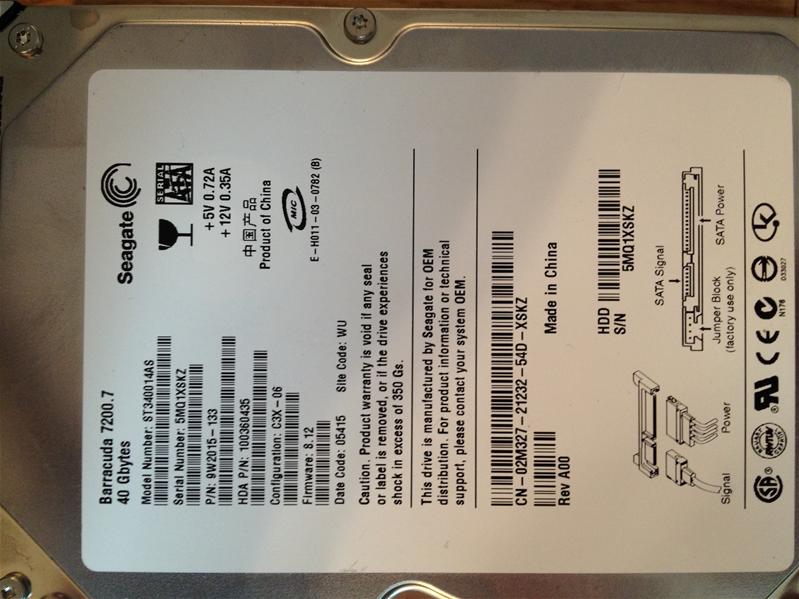 Seagate
SERIAL
ATA
Barracuda 7200.7
40 Gbytes
Model Number: ST340014AS
Serial Number: 5MQ1XSKZ
P/N: 9W2015-133
HDA P/N: 100360435
Configuration: C3X-06
Firmware: 8.12
Date Code: 05415 Site Code: WU
+5V 0.72A
+12V 0.35A
中国产品
Product of China
MIC
E-H011-03-0782 (B)
Caution. Product warranty is void if any seal
or label is removed, or if the drive experiences
shock in excess of 350 Gs.
This drive is manufactured by Seagate for OEM
distribution. For product information or technical
support, please contact your system OEM.
CN-02M327-21232-54D-XSKZ
Rev A00
Made in China
HDD
S/N
5MQ1XSKZ
SATA Signal
SATA Power
Jumper Block
(factory use only)
Signal
Power
N176
033027